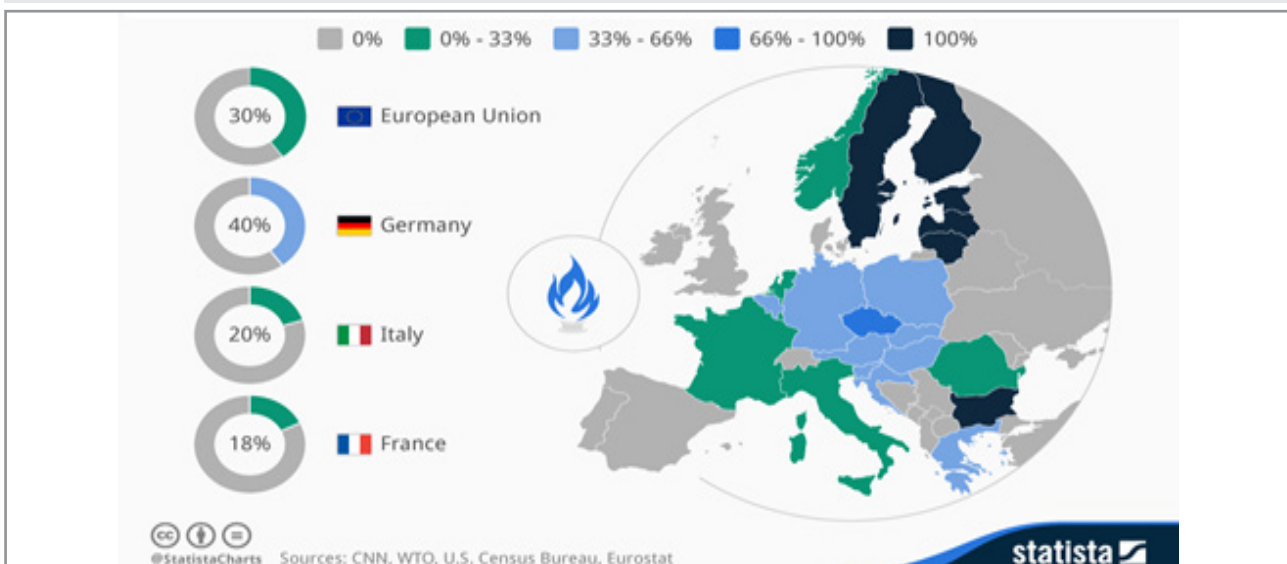 0% 0% - 33% 33% - 66% 66% - 100% 100%
30% European Union
40% Germany
20% Italy
18% France
@StatistaCharts Sources: CNN, WTO, U.S. Census Bureau, Eurostat
statista